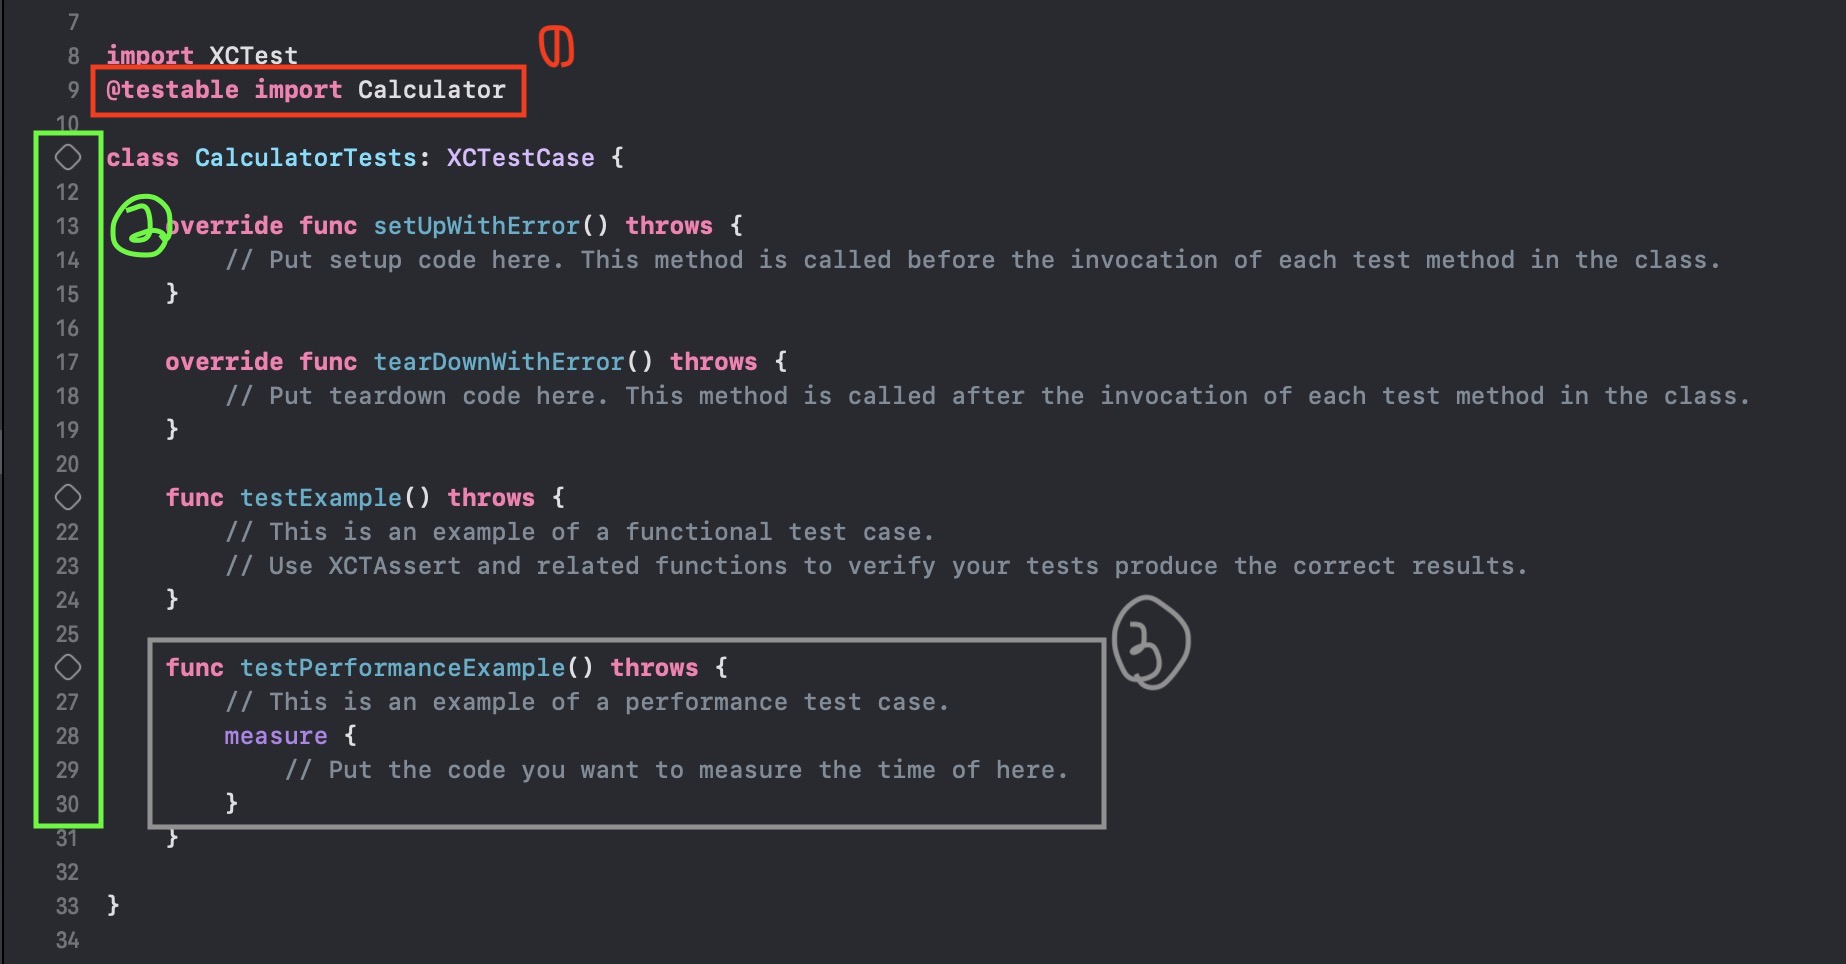 7
8 import XCTest
1
9 @testable import Calculator
10
class CalculatorTests: XCTestCase {
12
2
13 override func setUpWithError() throws {
14 // Put setup code here. This method is called before the invocation of each test method in the class.
15 }
16
17 override func tearDownWithError() throws {
18 // Put teardown code here. This method is called after the invocation of each test method in the class.
19 }
20
func testExample() throws {
22 // This is an example of a functional test case.
23 // Use XCTAssert and related functions to verify your tests produce the correct results.
24 }
25
3
func testPerformanceExample() throws {
27 // This is an example of a performance test case.
28 measure {
29 // Put the code you want to measure the time of here.
30 }
31 }
32
33 }
34